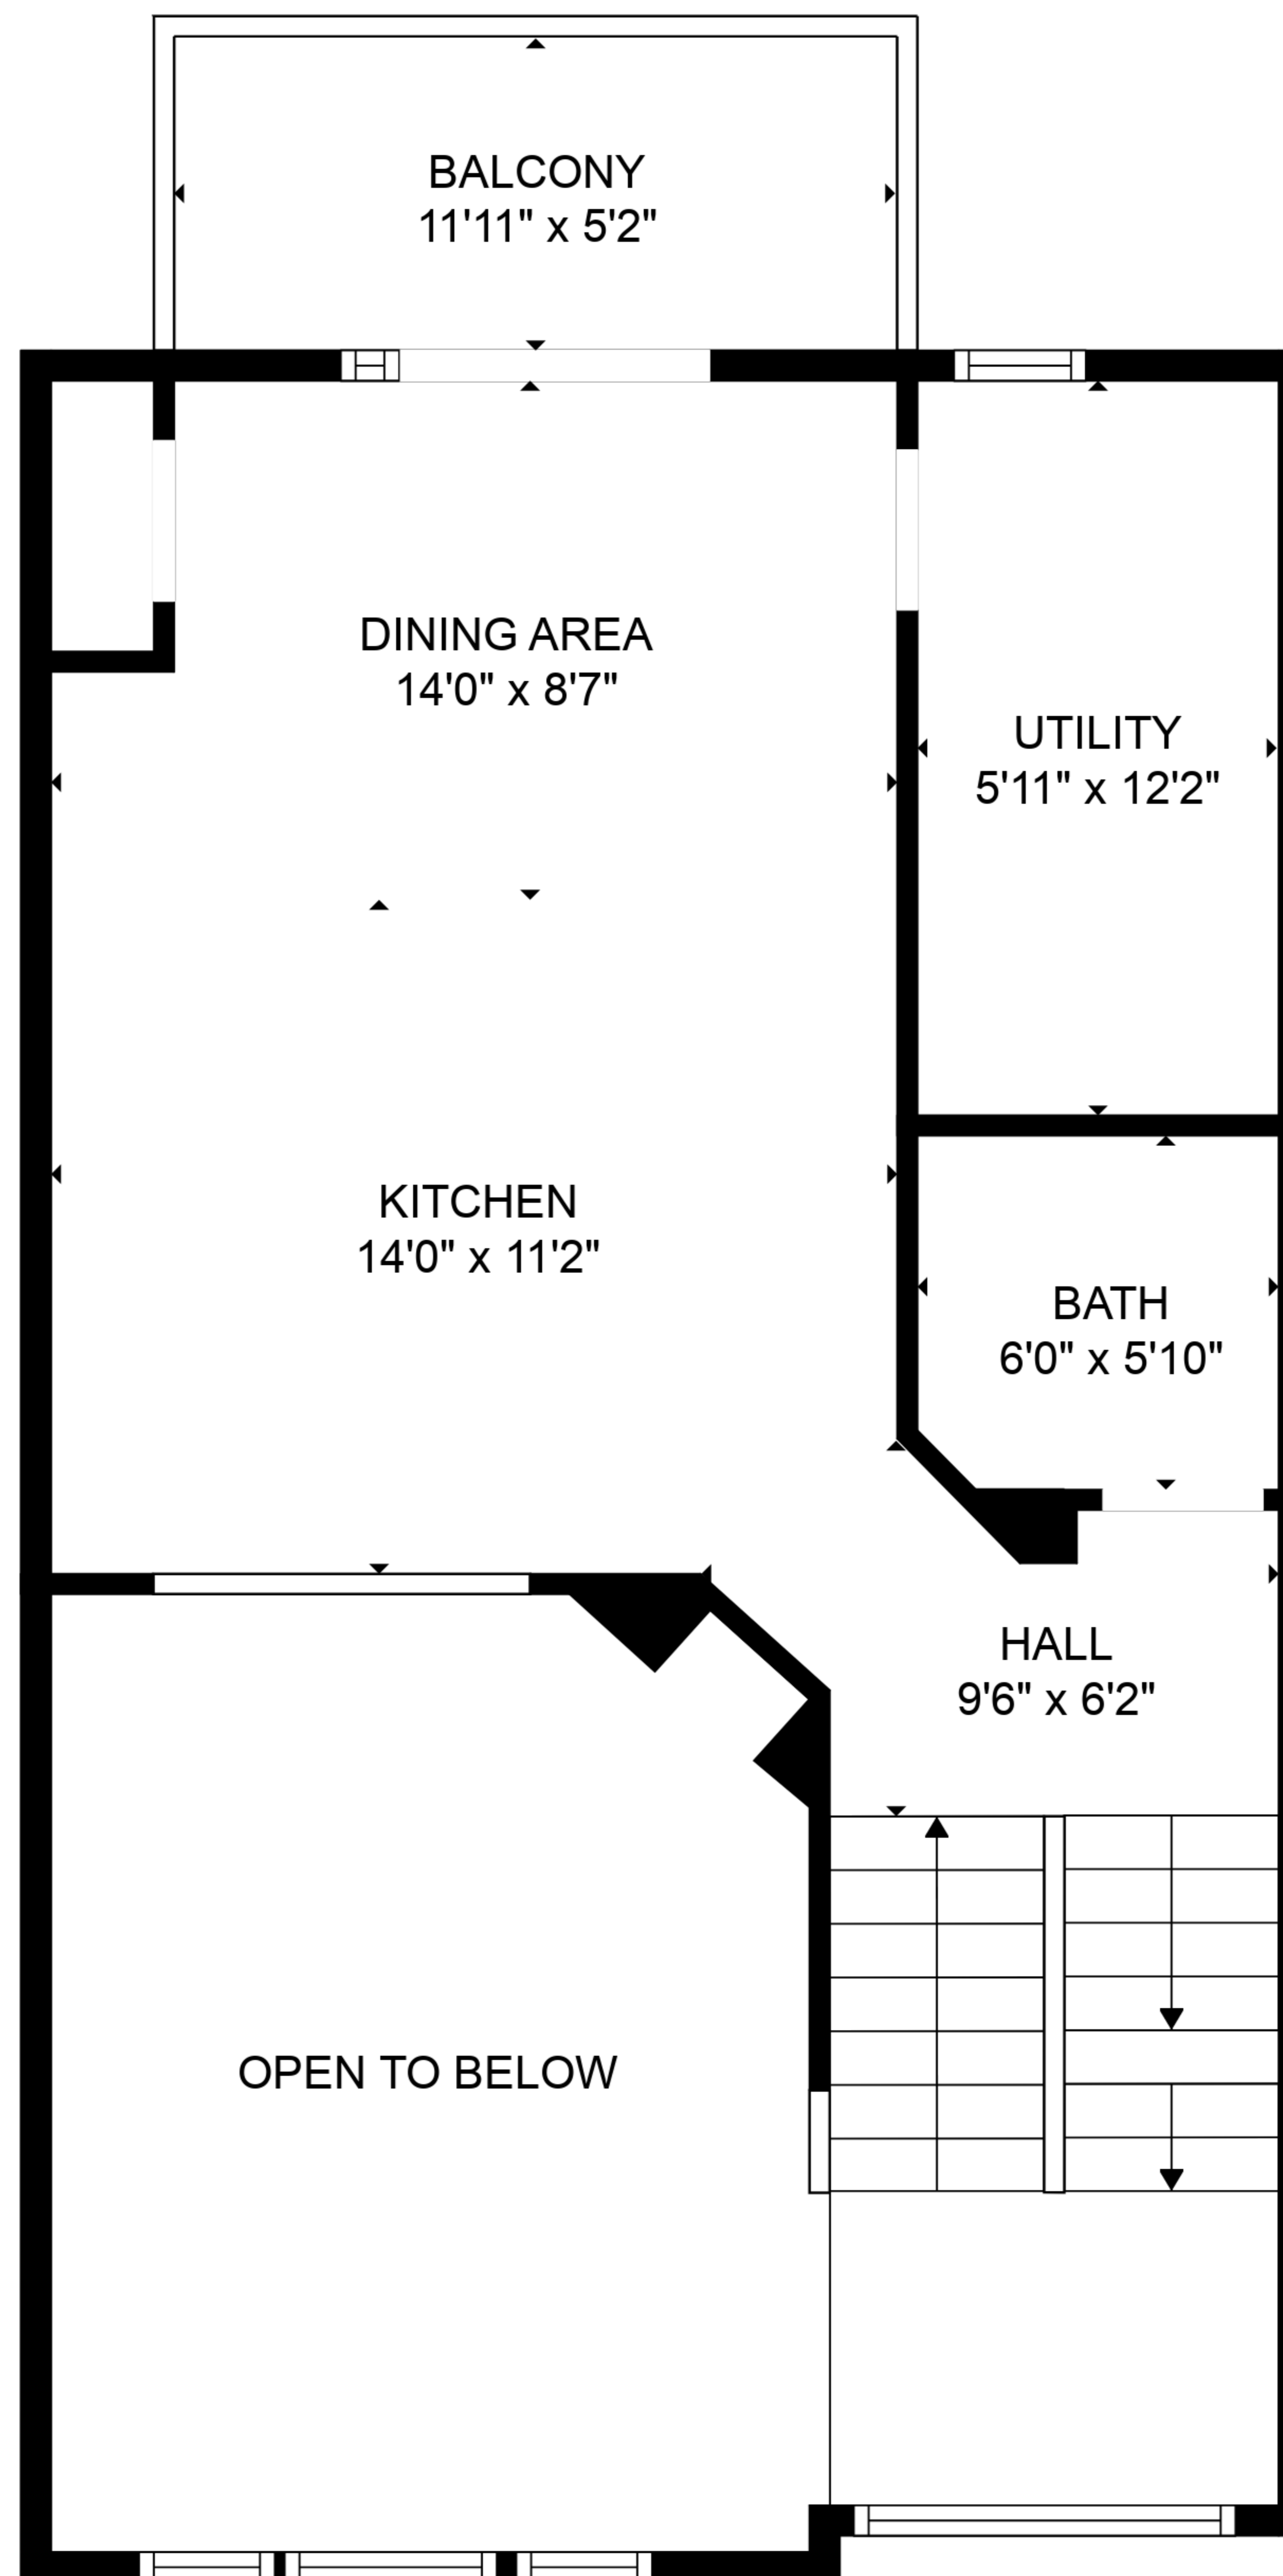 BALCONY
11'11" x 5'2"
DINING AREA
14'0" x 8'7"
UTILITY
5'11" x 12'2"
KITCHEN
14'0" x 11'2"
BATH
6'0" x 5'10"
HALL
9'6" x 6'2"
OPEN TO BELOW